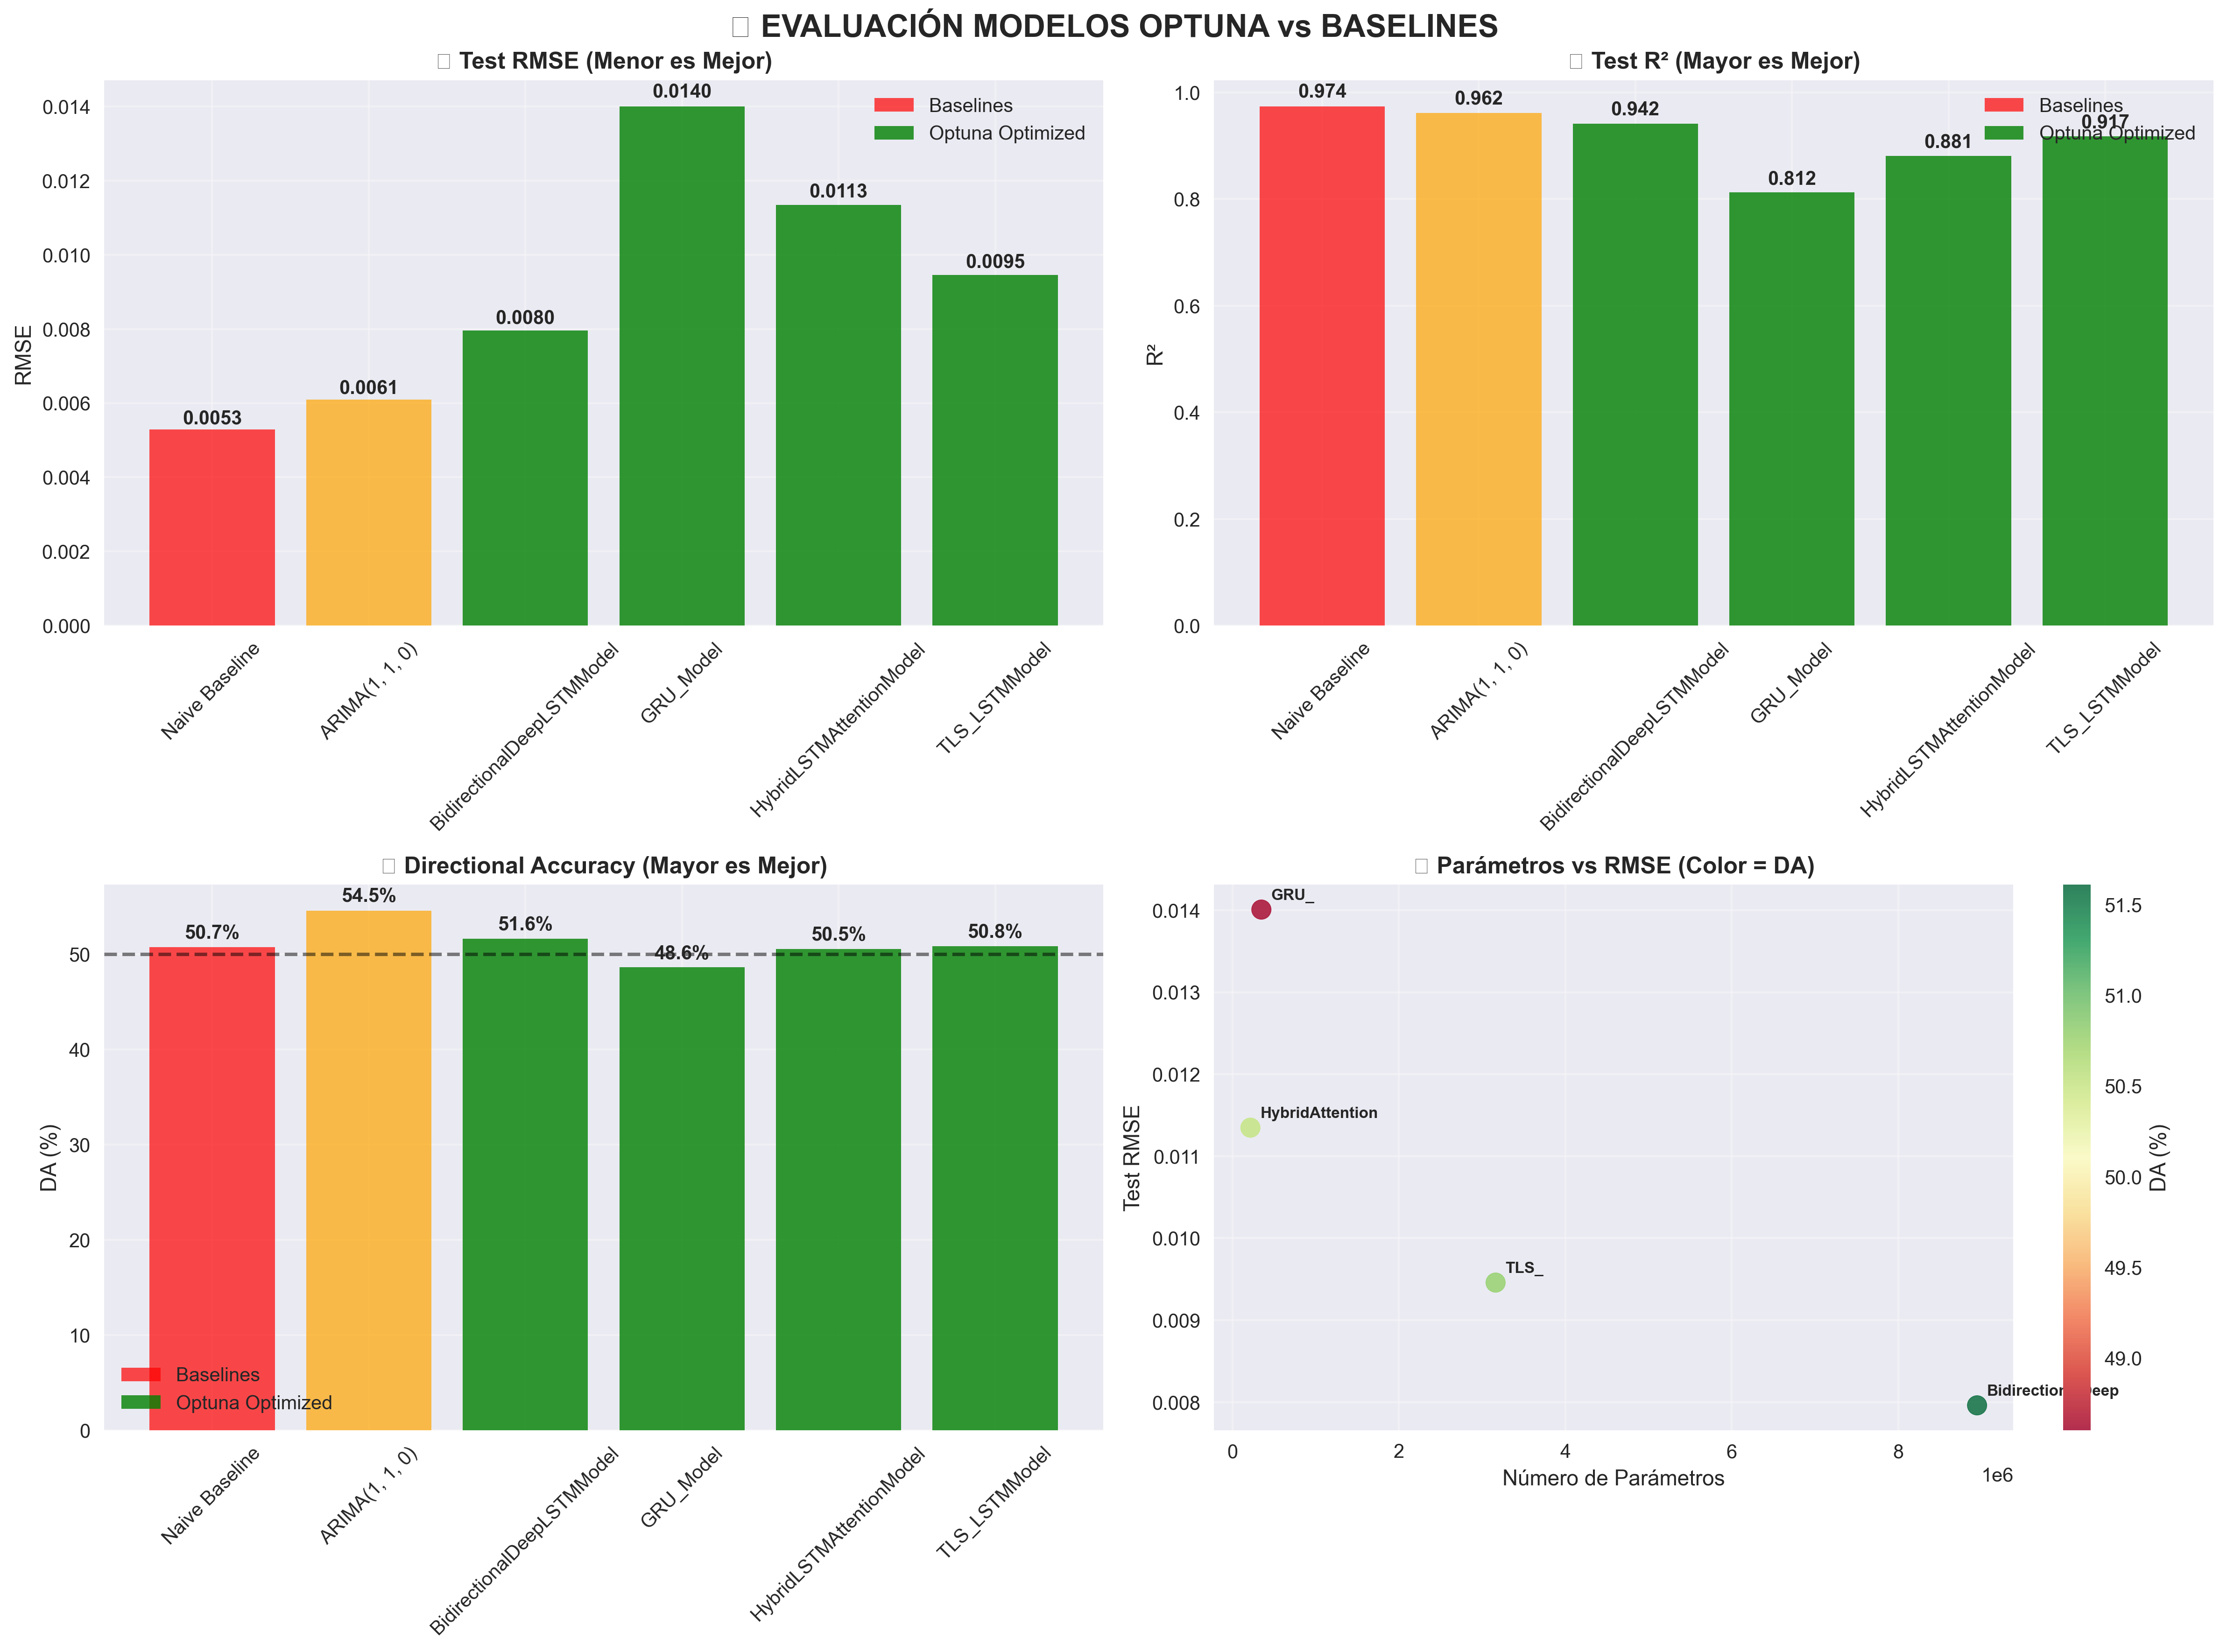 EVALUACIÓN MODELOS OPTUNA vs BASELINES
Test RMSE (Menor es Mejor)
0.014
0.012
0.010
0.008
0.006
0.004
0.002
0.000
RMSE
0.0053
0.0061
0.0080
0.0140
0.0113
0.0095
Baselines
Optuna Optimized
Naive Baseline
ARIMA(1, 1, 0)
BidirectionalDeepLSTMModel
GRU_Model
HybridLSTMAttentionModel
TLS_LSTMModel
Test R² (Mayor es Mejor)
1.0
0.8
0.6
0.4
0.2
0.0
R²
0.974
0.962
0.942
0.812
0.881
0.917
Baselines
Optuna Optimized
Naive Baseline
ARIMA(1, 1, 0)
BidirectionalDeepLSTMModel
GRU_Model
HybridLSTMAttentionModel
TLS_LSTMModel
Directional Accuracy (Mayor es Mejor)
50
40
30
20
10
0
DA (%)
50.7%
54.5%
51.6%
48.6%
50.5%
50.8%
Baselines
Optuna Optimized
Naive Baseline
ARIMA(1, 1, 0)
BidirectionalDeepLSTMModel
GRU_Model
HybridLSTMAttentionModel
TLS_LSTMModel
Parámetros vs RMSE (Color = DA)
0.014
0.013
0.012
0.011
0.010
0.009
0.008
Test RMSE
GRU_
HybridAttention
TLS_
BidirectionalDeep
0
2
4
6
8
1e6
Número de Parámetros
51.5
51.0
50.5
50.0
49.5
49.0
DA (%)